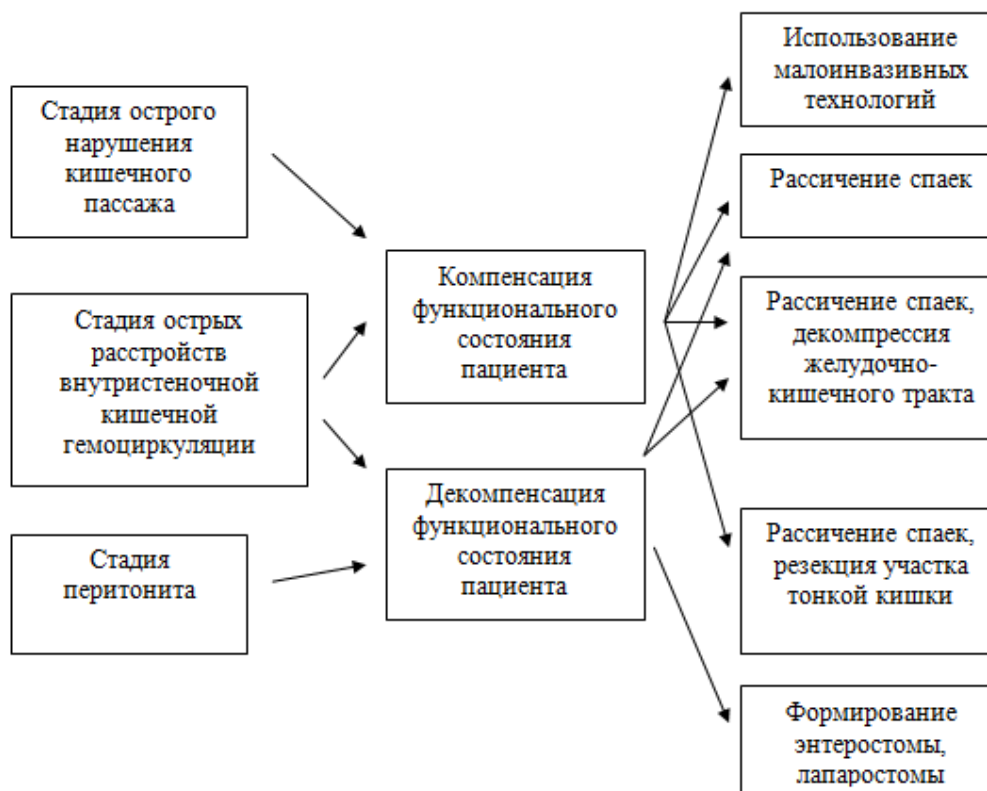 Стадия острого
нарушения
кишечного
пассажа
Стадия острых
расстройств
внутристеночной
кишечной
гемоциркуляции
Стадия
перитонита
Компенсация
функционального
состояния
пациента
Декомпенсация
функционального
состояния
пациента
Использование
малоинвазивных
технологий
Рассичение спаек
Рассичение спаек,
декомпрессия
желудочно-
кишечного тракта
Рассичение спаек,
резекция участка
тонкой кишки
Формирование
энтеростомы,
лапаростомы